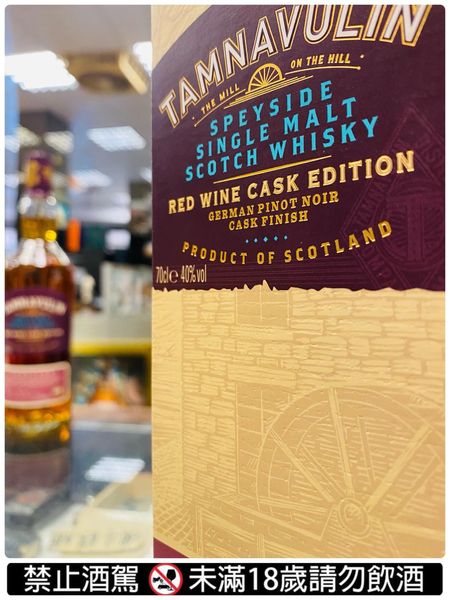 TAMNAVULIN
THE MILL ON THE HILL
SPEYSIDE
SINGLE MALT
SCOTCH WHISKY
RED WINE CASK EDITION
GERMAN PINOT NOIR
CASK FINISH
PRODUCT OF SCOTLAND
70cl e 40% vol
TAMNAVULIN
禁止酒駕 未滿18歲請勿飲酒